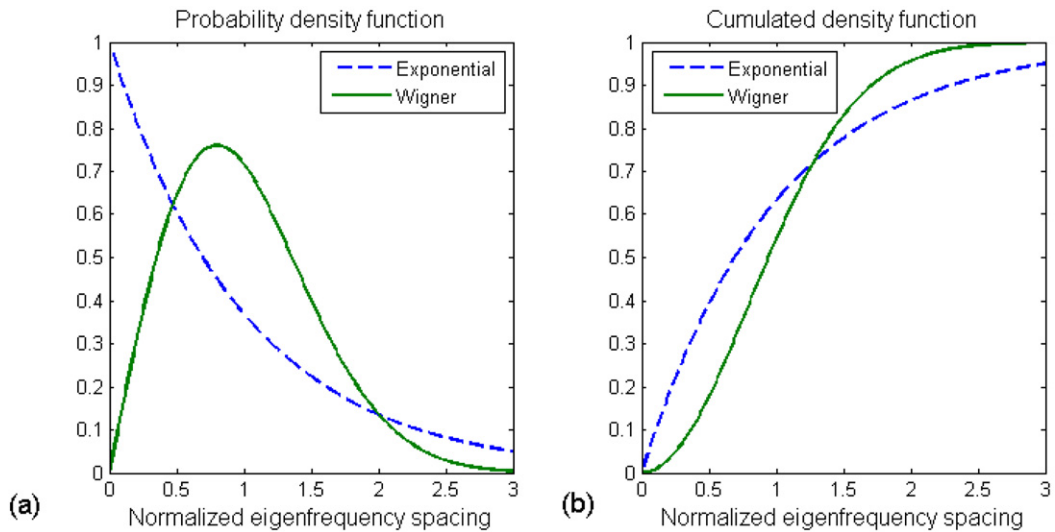 Probability density function
1
0.9
0.8
0.7
0.6
0.5
0.4
0.3
0.2
0.1
0
Exponential
Wigner
0 0.5 1 1.5 2 2.5 3
Normalized eigenfrequency spacing
(a)
Cumulated density function
1
0.9
0.8
0.7
0.6
0.5
0.4
0.3
0.2
0.1
0
Exponential
Wigner
0 0.5 1 1.5 2 2.5 3
Normalized eigenfrequency spacing
(b)